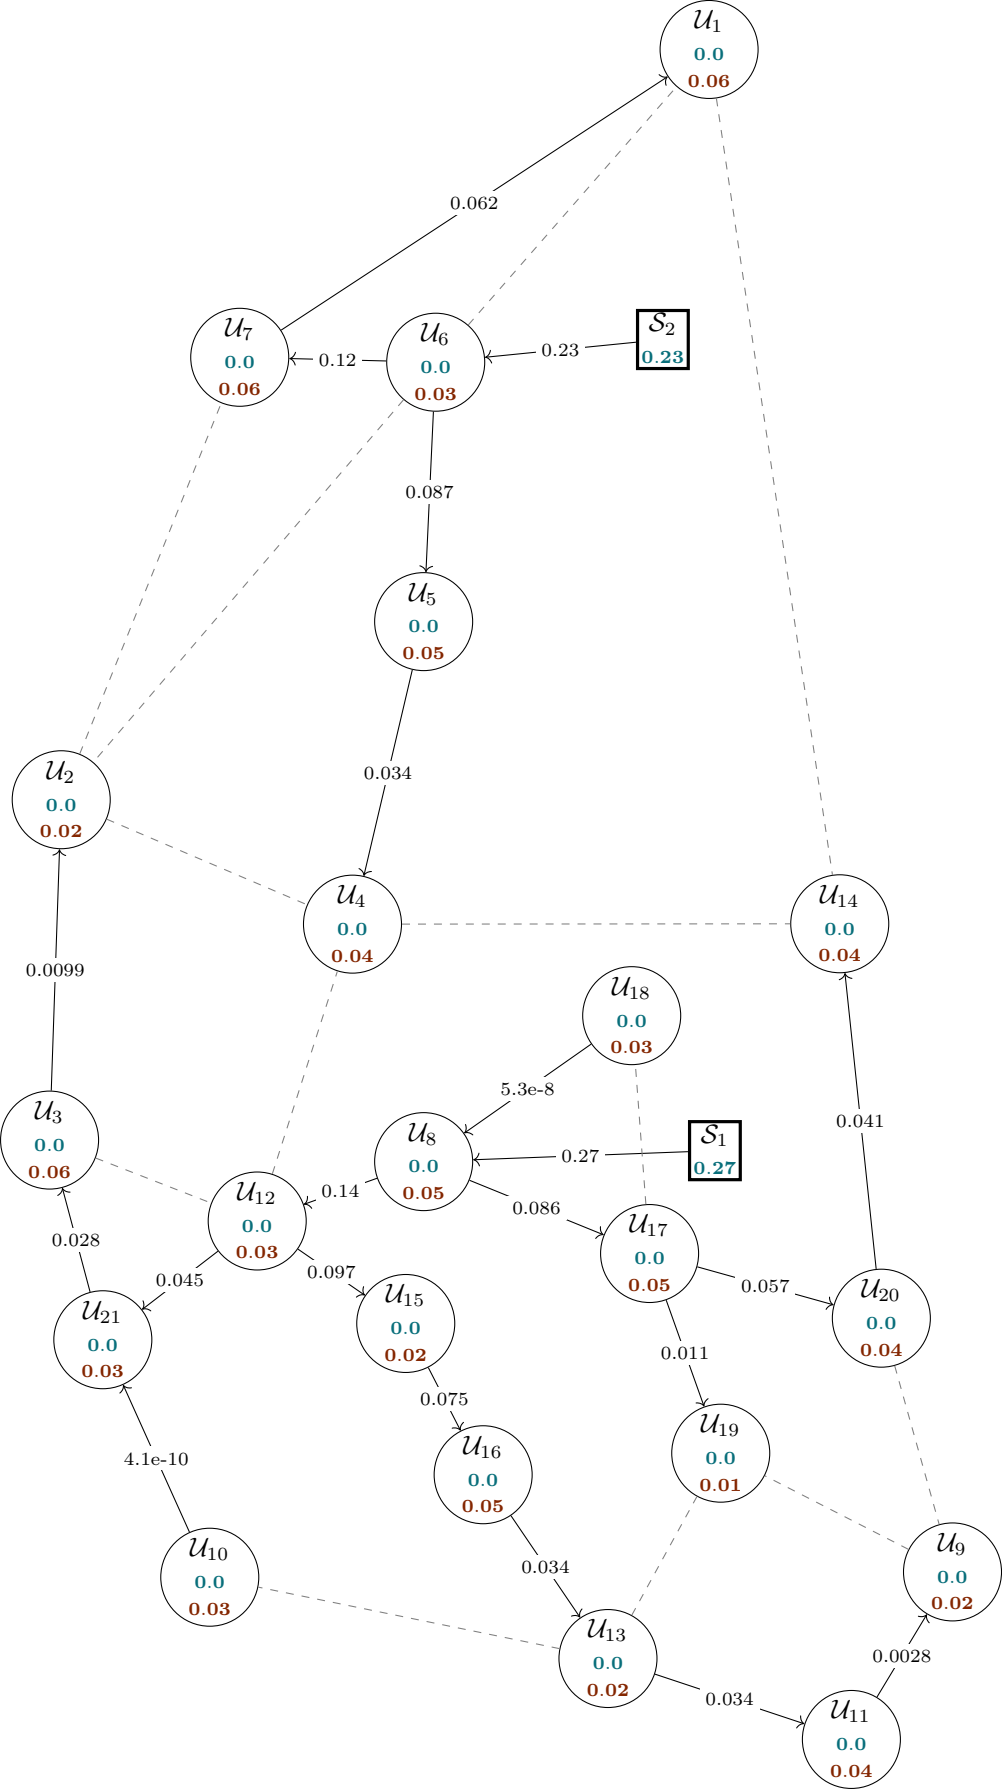 𝒰₁
0.0
0.06
0.062
𝒰₇
0.0
0.06
0.12
𝒰₆
0.0
0.03
0.23
𝒮₂
0.23
0.087
𝒰₅
0.0
0.05
0.034
𝒰₂
0.0
0.02
𝒰₄
0.0
0.04
𝒰₁₄
0.0
0.04
0.0099
𝒰₁₈
0.0
0.03
5.3e-8
𝒰₃
0.0
0.06
𝒰₈
0.0
0.05
0.27
𝒮₁
0.27
0.041
𝒰₁₂
0.0
0.03
0.14
0.086
𝒰₁₇
0.0
0.05
0.028
0.045
0.097
0.057
𝒰₂₁
0.0
0.03
𝒰₁₅
0.0
0.02
𝒰₂₀
0.0
0.04
0.011
0.075
𝒰₁₉
0.0
0.01
4.1e-10
𝒰₁₆
0.0
0.05
𝒰₁₀
0.0
0.03
0.034
𝒰₉
0.0
0.02
𝒰₁₃
0.0
0.02
0.0028
0.034
𝒰₁₁
0.0
0.04